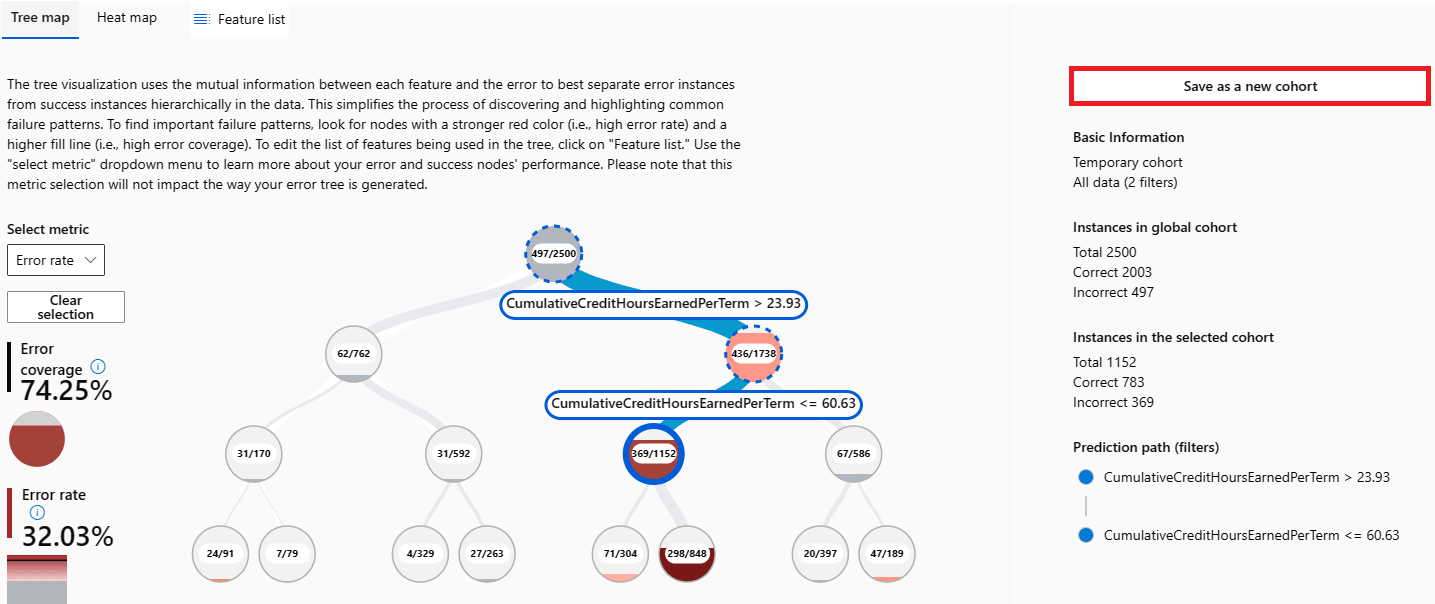 Tree map
Heat map
Feature list
The tree visualization uses the mutual information between each feature and the error to best separate error instances
from success instances hierarchically in the data. This simplifies the process of discovering and highlighting common
failure patterns. To find important failure patterns, look for nodes with a stronger red color (i.e., high error rate) and a
higher fill line (i.e., high error coverage). To edit the list of features being used in the tree, click on "Feature list." Use the
"select metric" dropdown menu to learn more about your error and success nodes' performance. Please note that this
metric selection will not impact the way your error tree is generated.
Select metric
Error rate
Clear
selection
Error
coverage
74.25%
Error rate
32.03%
497/2500
CumulativeCreditHoursEarnedPerTerm > 23.93
62/762
436/1738
CumulativeCreditHoursEarnedPerTerm <= 60.63
31/170
31/592
369/1152
67/586
24/91
7/79
4/329
27/263
71/304
298/848
20/397
47/189
Save as a new cohort
Basic Information
Temporary cohort
All data (2 filters)
Instances in global cohort
Total 2500
Correct 2003
Incorrect 497
Instances in the selected cohort
Total 1152
Correct 783
Incorrect 369
Prediction path (filters)
CumulativeCreditHoursEarnedPerTerm > 23.93
CumulativeCreditHoursEarnedPerTerm <= 60.63